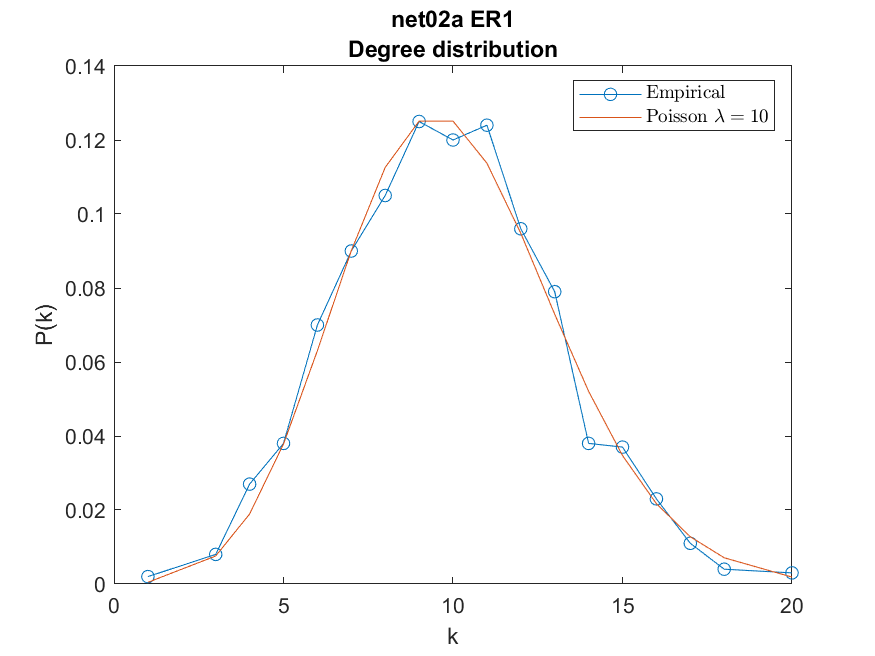 net02a ER1
Degree distribution
Empirical
Poisson λ = 10
P(k)
0.14
0.12
0.1
0.08
0.06
0.04
0.02
0
0 5 10 15 20
k